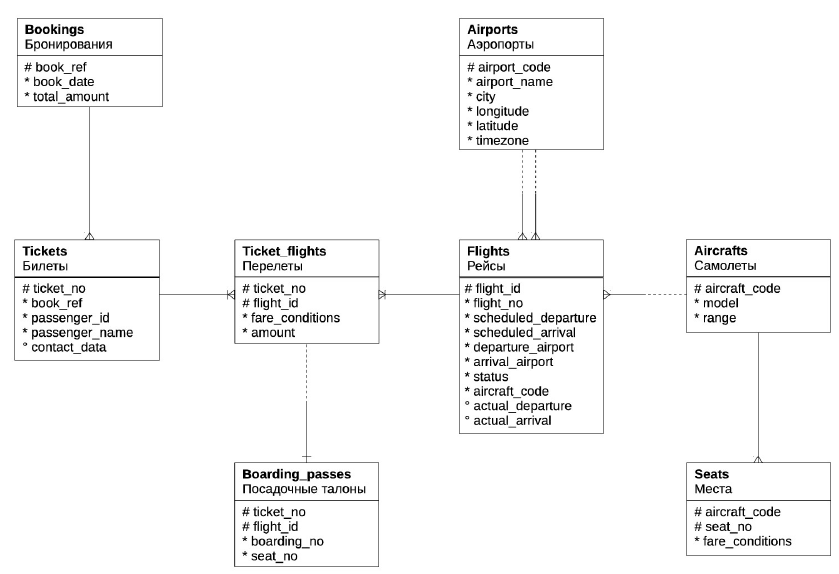 Bookings
Бронирования
# book_ref
* book_date
* total_amount
Airports
Аэропорты
# airport_code
* airport_name
* city
* longitude
* latitude
* timezone
Tickets
Билеты
# ticket_no
* book_ref
* passenger_id
* passenger_name
° contact_data
Ticket_flights
Перелеты
# ticket_no
# flight_id
* fare_conditions
* amount
Flights
Рейсы
# flight_id
* flight_no
* scheduled_departure
* scheduled_arrival
* departure_airport
* arrival_airport
* status
* aircraft_code
° actual_departure
° actual_arrival
Aircrafts
Самолеты
# aircraft_code
* model
* range
Boarding_passes
Посадочные талоны
# ticket_no
# flight_id
* boarding_no
* seat_no
Seats
Места
# aircraft_code
# seat_no
* fare_conditions